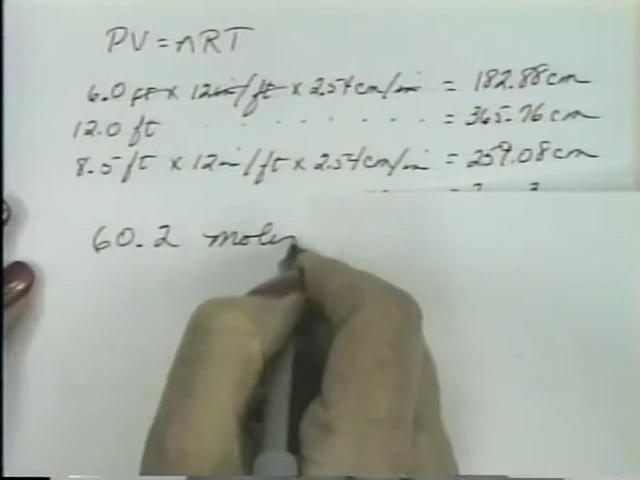 PV = nRT
6.0 ft x 12 in/ft x 2.54 cm/in = 182.88 cm
12.0 ft . . . . . . . = 365.76 cm
8.5 ft x 12 in/ft x 2.54 cm/in = 259.08 cm
60.2 moles